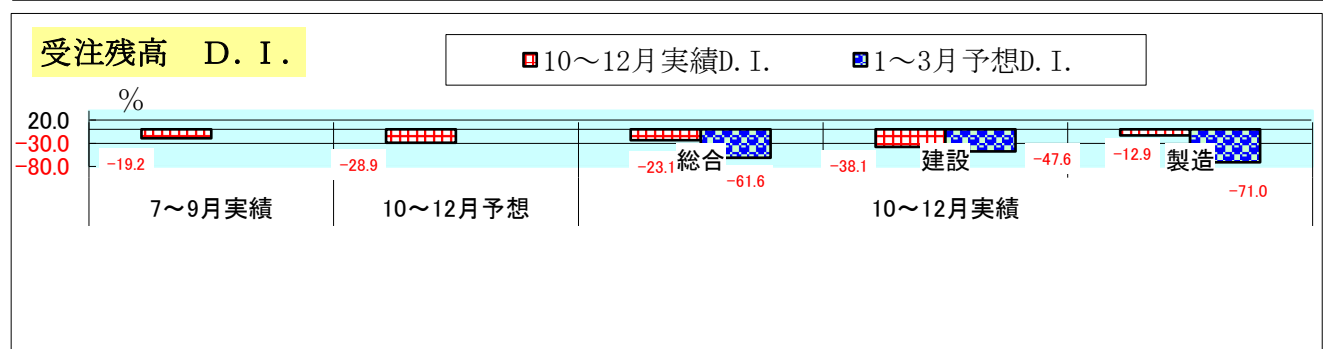 受注残高　D.I.
10～12月実績D.I.　1～3月予想D.I.
％
20.0
-30.0
-80.0
-19.2　-28.9　-23.1　総合　-61.6　-38.1　建設　-47.6　-12.9　製造　-71.0
7～9月実績　10～12月予想　10～12月実績